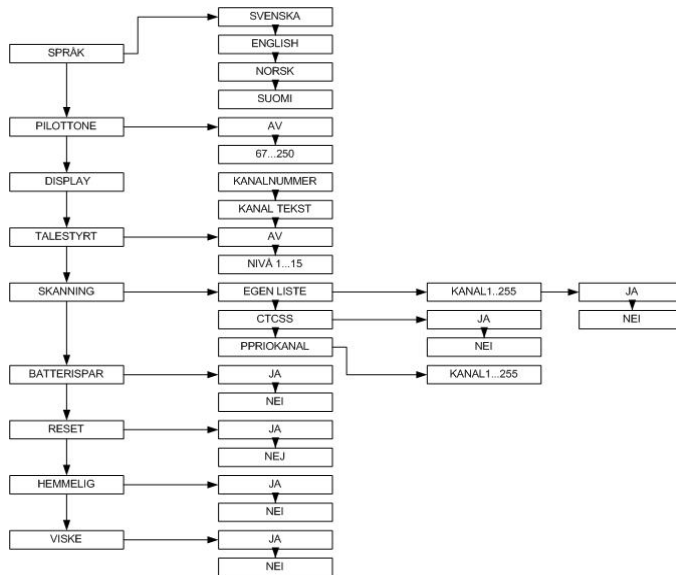 SVENSKA
ENGLISH
SPRÅK
NORSK
SUOMI
PILOTTONE
AV
67...250
DISPLAY
KANALNUMMER
KANAL TEKST
TALESTYRT
AV
NIVÅ 1...15
SKANNING
EGEN LISTE
KANAL1..255
JA
CTCSS
JA
NEI
PPRIOKANAL
NEI
BATTERISPAR
JA
KANAL1...255
NEI
RESET
JA
NEJ
HEMMELIG
JA
NEI
VISKE
JA
NEI